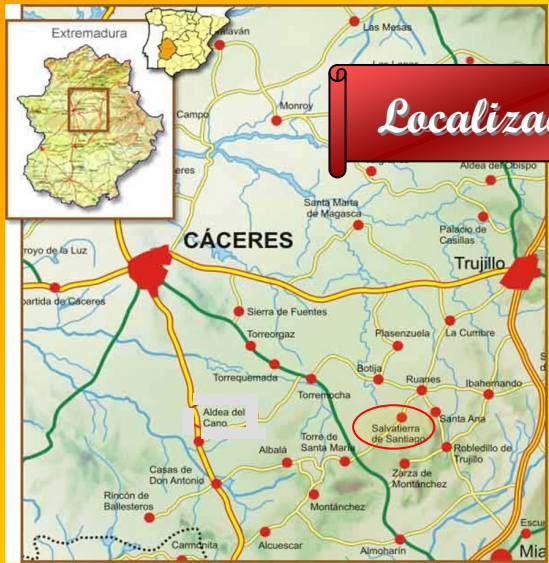 Extremadura
Las Mesas
Monroy
Campo
Localiza
Aldea del Obispo
Santa Marta
de Magasca
Palacio de
Casillas
CÁCERES
Trujillo
royo de la Luz
partida de Cáceres
Sierra de Fuentes
Torreorgaz
Plasenzuela
La Cumbre
Torrequemada
Botija
Ruanes
Ibahernando
Torremocha
Aldea del
Cano
Salvatierra
de Santiago
Santa Ana
Albalá
Torre de
Santa María
Robledillo de
Trujillo
Casas de
Don Antonio
Zarza de
Montánchez
Rincón de
Ballesteros
Montánchez
Carmonita
Alcuescar
Almoharín
Escu
Mia